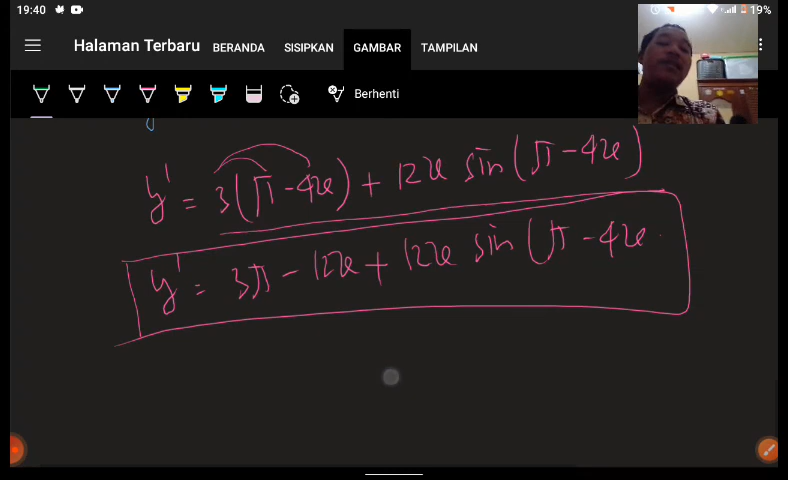 19:40 19%
Halaman Terbaru BERANDA SISIPKAN GAMBAR TAMPILAN
Berhenti
y' = 3(π - 4x) + 12x sin (π - 4x)
y' = 3π - 12x + 12x sin (π - 4x